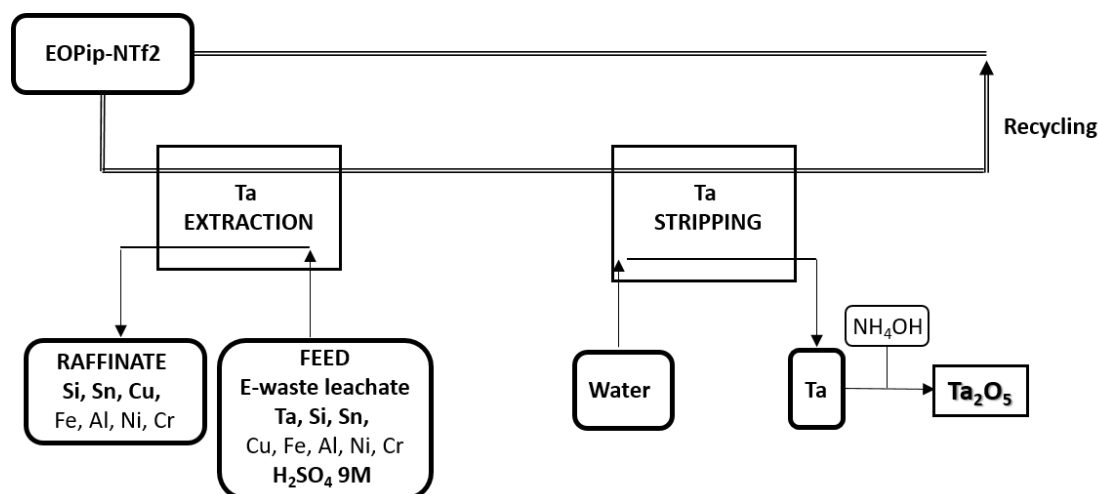 EOPip-NTf2
Recycling
Ta
EXTRACTION
Ta
STRIPPING
RAFFINATE
Si, Sn, Cu,
Fe, Al, Ni, Cr
FEED
E-waste leachate
Ta, Si, Sn,
Cu, Fe, Al, Ni, Cr
H₂SO₄ 9M
Water
NH₄OH
Ta
Ta₂O₅